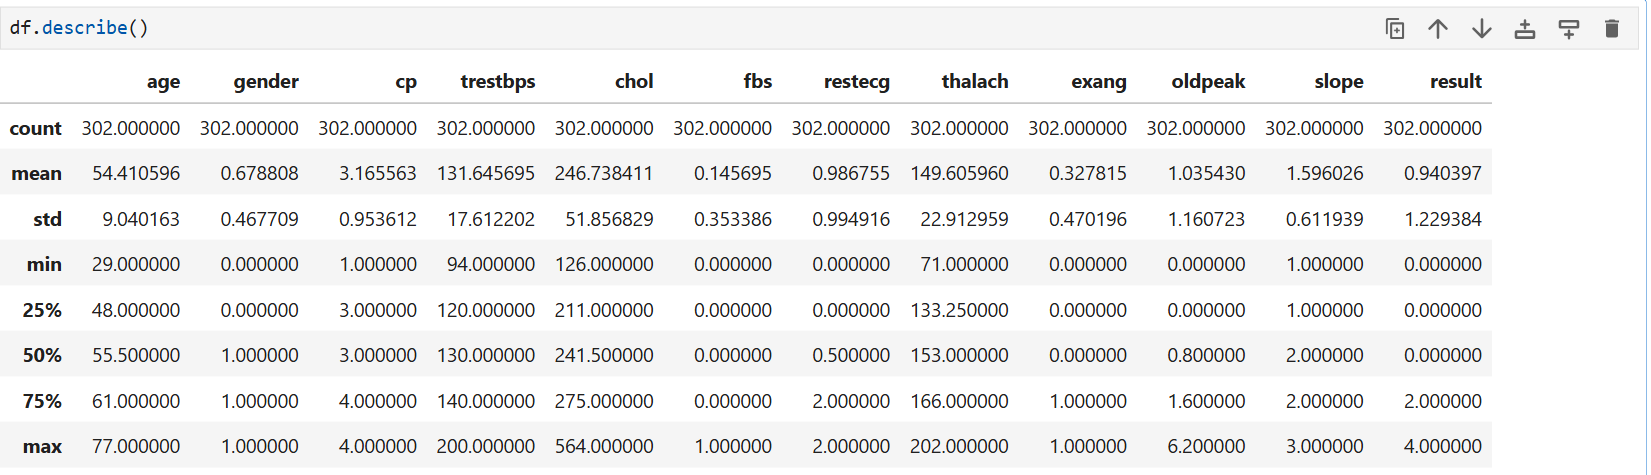 df.describe()
age gender cp trestbps chol fbs restecg thalach exang oldpeak slope result
count 302.000000 302.000000 302.000000 302.000000 302.000000 302.000000 302.000000 302.000000 302.000000 302.000000 302.000000 302.000000
mean 54.410596 0.678808 3.165563 131.645695 246.738411 0.145695 0.986755 149.605960 0.327815 1.035430 1.596026 0.940397
std 9.040163 0.467709 0.953612 17.612202 51.856829 0.353386 0.994916 22.912959 0.470196 1.160723 0.611939 1.229384
min 29.000000 0.000000 1.000000 94.000000 126.000000 0.000000 0.000000 71.000000 0.000000 0.000000 1.000000 0.000000
25% 48.000000 0.000000 3.000000 120.000000 211.000000 0.000000 0.000000 133.250000 0.000000 0.000000 1.000000 0.000000
50% 55.500000 1.000000 3.000000 130.000000 241.500000 0.000000 0.500000 153.000000 0.000000 0.800000 2.000000 0.000000
75% 61.000000 1.000000 4.000000 140.000000 275.000000 0.000000 2.000000 166.000000 1.000000 1.600000 2.000000 2.000000
max 77.000000 1.000000 4.000000 200.000000 564.000000 1.000000 2.000000 202.000000 1.000000 6.200000 3.000000 4.000000